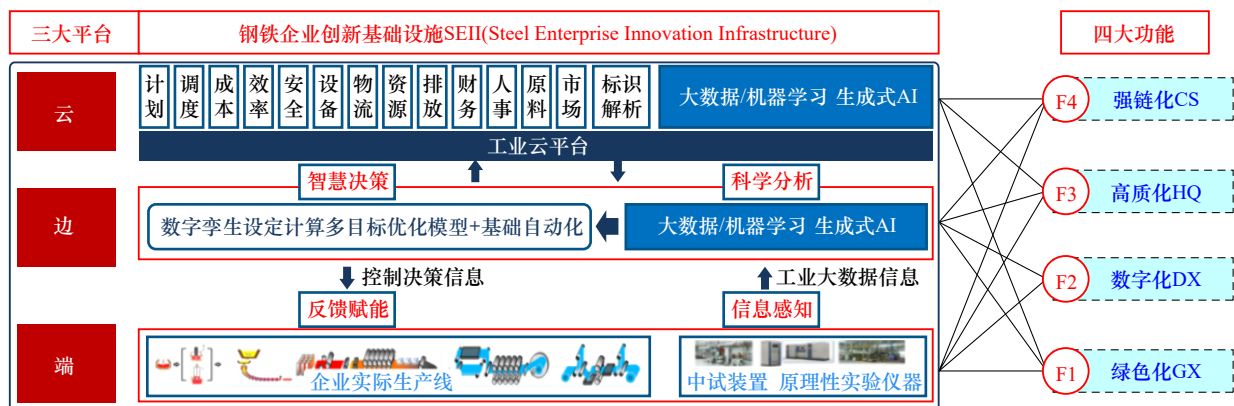 三大平台
钢铁企业创新基础设施SEII(Steel Enterprise Innovation Infrastructure)
四大功能
云
计划
调度
成本
效率
安全
设备
物流
资源
排放
财务
人事
原料
市场
标识
解析
大数据/机器学习 生成式AI
工业云平台
智慧决策
科学分析
边
数字孪生设定计算多目标优化模型+基础自动化
大数据/机器学习 生成式AI
控制决策信息
工业大数据信息
反馈赋能
信息感知
端
企业实际生产线
中试装置 原理性实验仪器
F4
强链化CS
F3
高质化HQ
F2
数字化DX
F1
绿色化GX